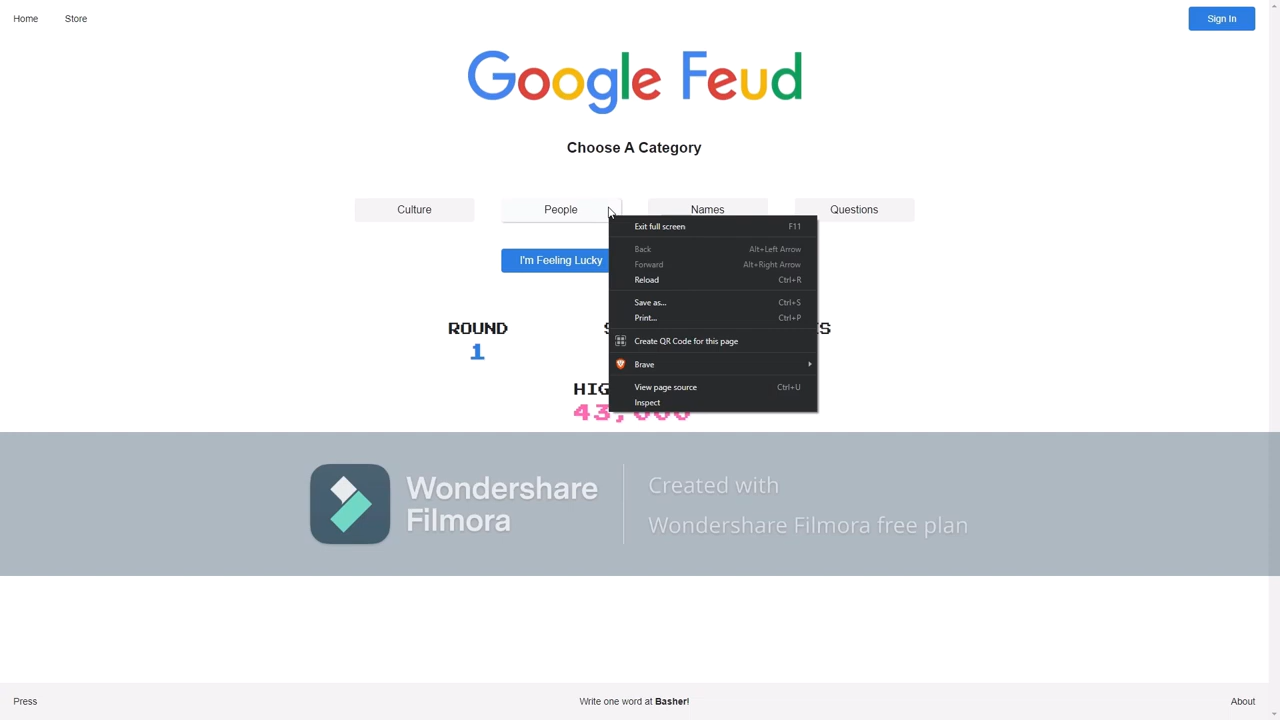 Home Store Sign In
Google Feud
Choose A Category
Culture People Names Questions
I'm Feeling Lucky
Exit full screen F11
Back Alt+Left Arrow
Forward Alt+Right Arrow
Reload Ctrl+R
Save as... Ctrl+S
Print... Ctrl+P
Create QR Code for this page
Brave
View page source Ctrl+U
Inspect
ROUND
1
43,000
Wondershare
Filmora
Created with
Wondershare Filmora free plan
Press Write one word at Basher! About